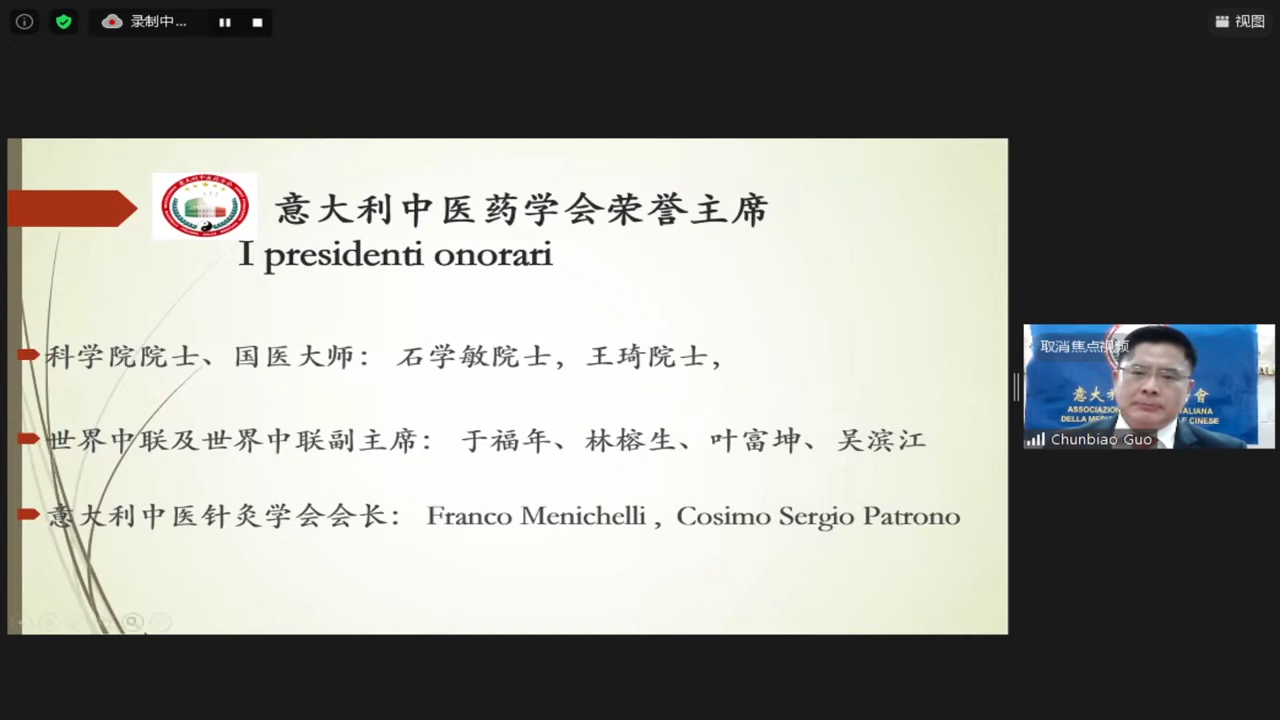 录制中...
视图
意大利中医药学会荣誉主席
I presidenti onorari
科学院院士、国医大师： 石学敏院士，王琦院士，
世界中联及世界中联副主席： 于福年、林榕生、叶富坤、吴滨江
意大利中医针灸学会会长： Franco Menichelli , Cosimo Sergio Patrono
取消焦点视频
意大
會
ASSOCIAZION
ALIANA
DELLA MEDI
E CINESE
Chunbiao Guo